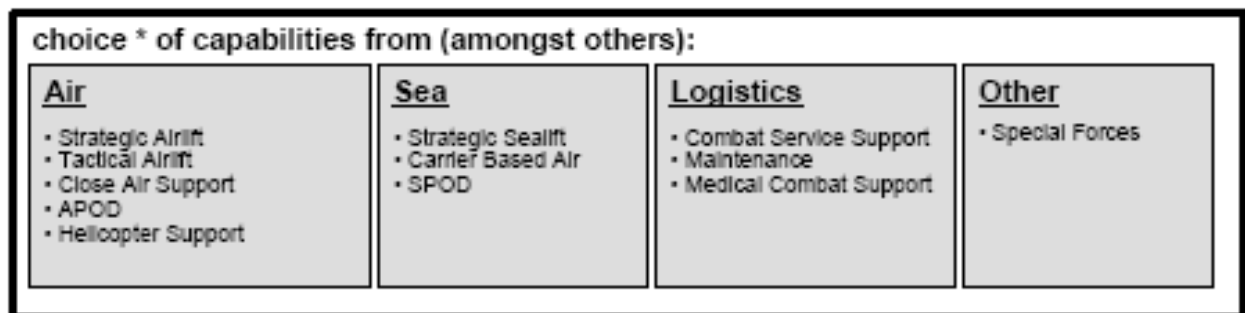 choice * of capabilities from (amongst others):
Air
• Strategic Airlift
• Tactical Airlift
• Close Air Support
• APOD
• Helicopter Support
Sea
• Strategic Sealift
• Carrier Based Air
• SPOD
Logistics
• Combat Service Support
• Maintenance
• Medical Combat Support
Other
• Special Forces